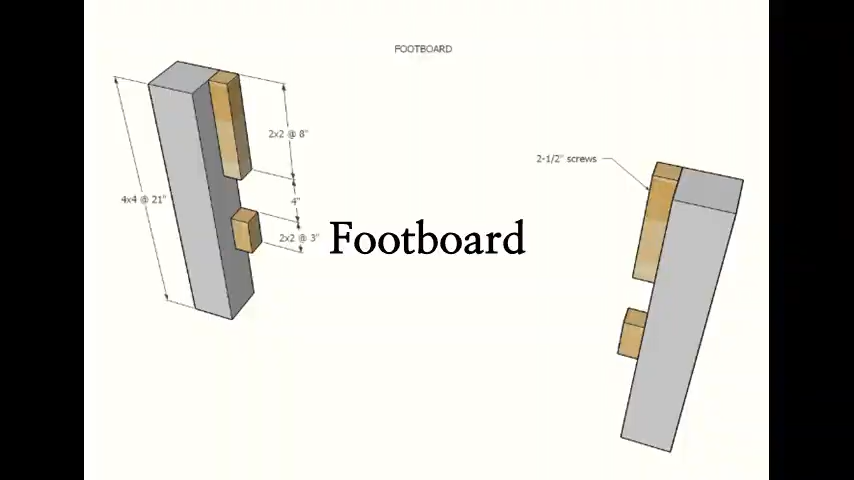 FOOTBOARD
2x2 @ 8"
2-1/2" screws
4x4 @ 21"
4"
2x2 @ 3"
Footboard